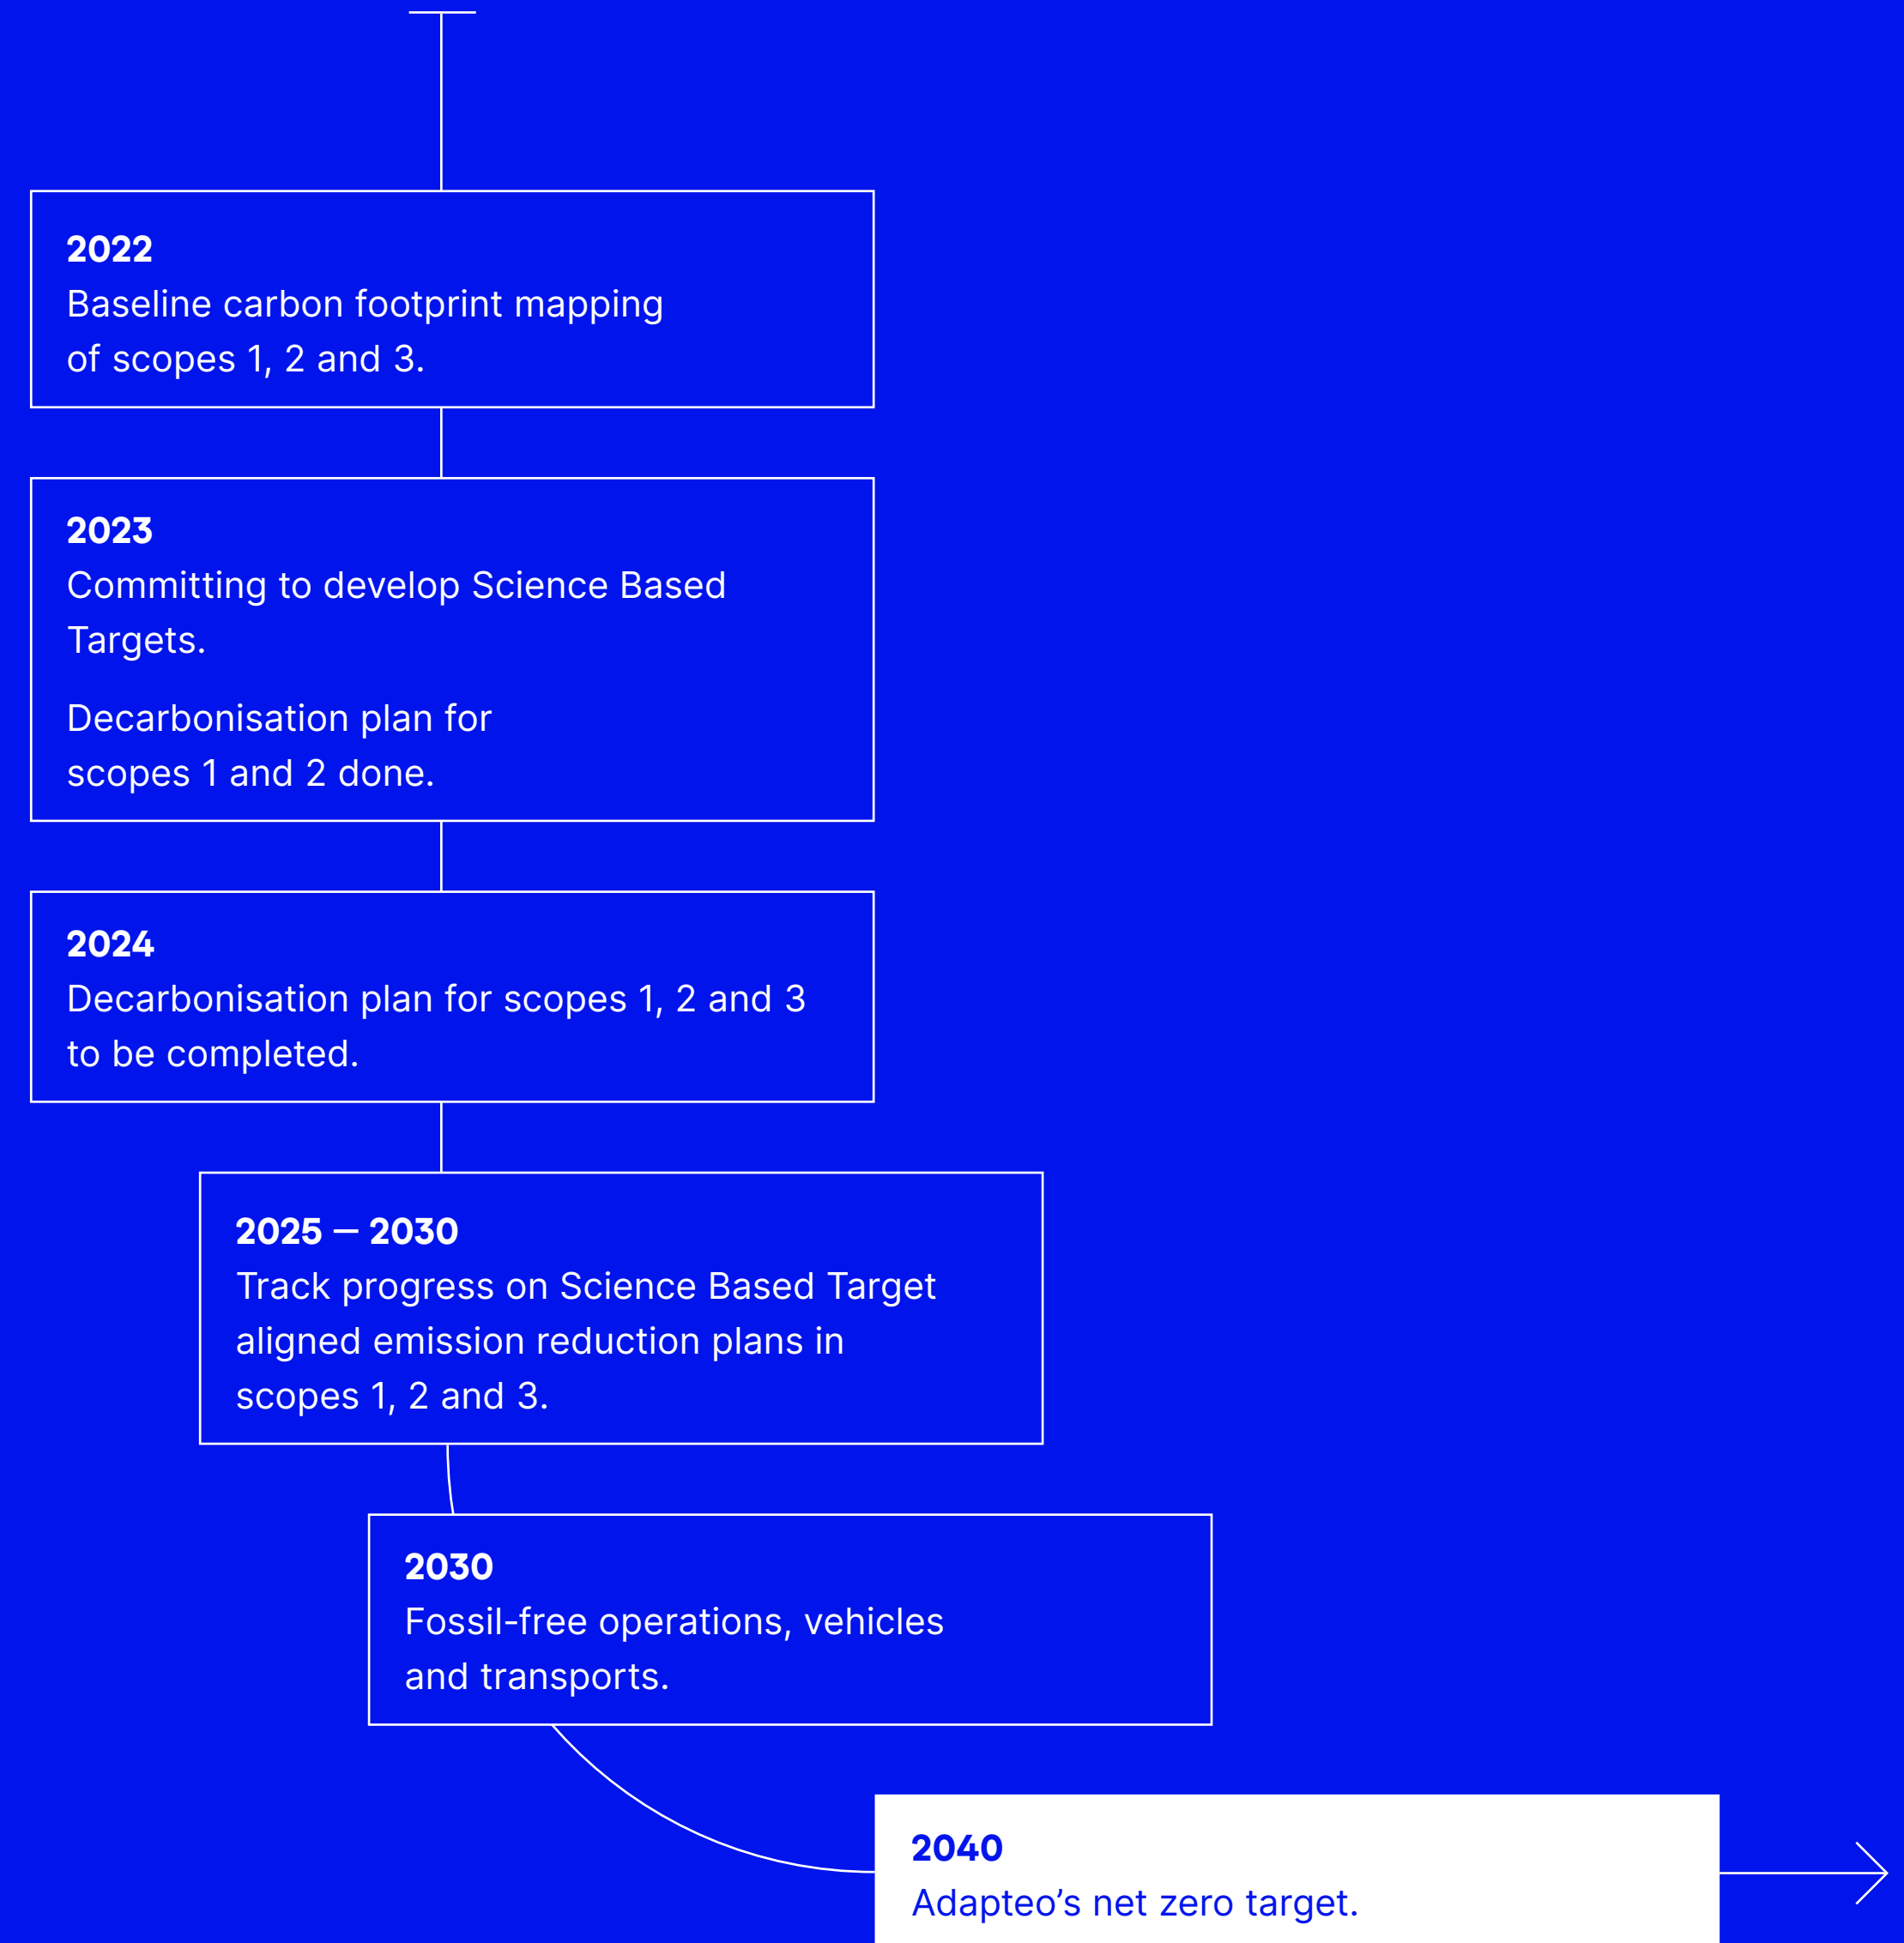 2022
Baseline carbon footprint mapping
of scopes 1, 2 and 3.
2023
Committing to develop Science Based
Targets.
Decarbonisation plan for
scopes 1 and 2 done.
2024
Decarbonisation plan for scopes 1, 2 and 3
to be completed.
2025 — 2030
Track progress on Science Based Target
aligned emission reduction plans in
scopes 1, 2 and 3.
2030
Fossil-free operations, vehicles
and transports.
2040
Adapteo’s net zero target.